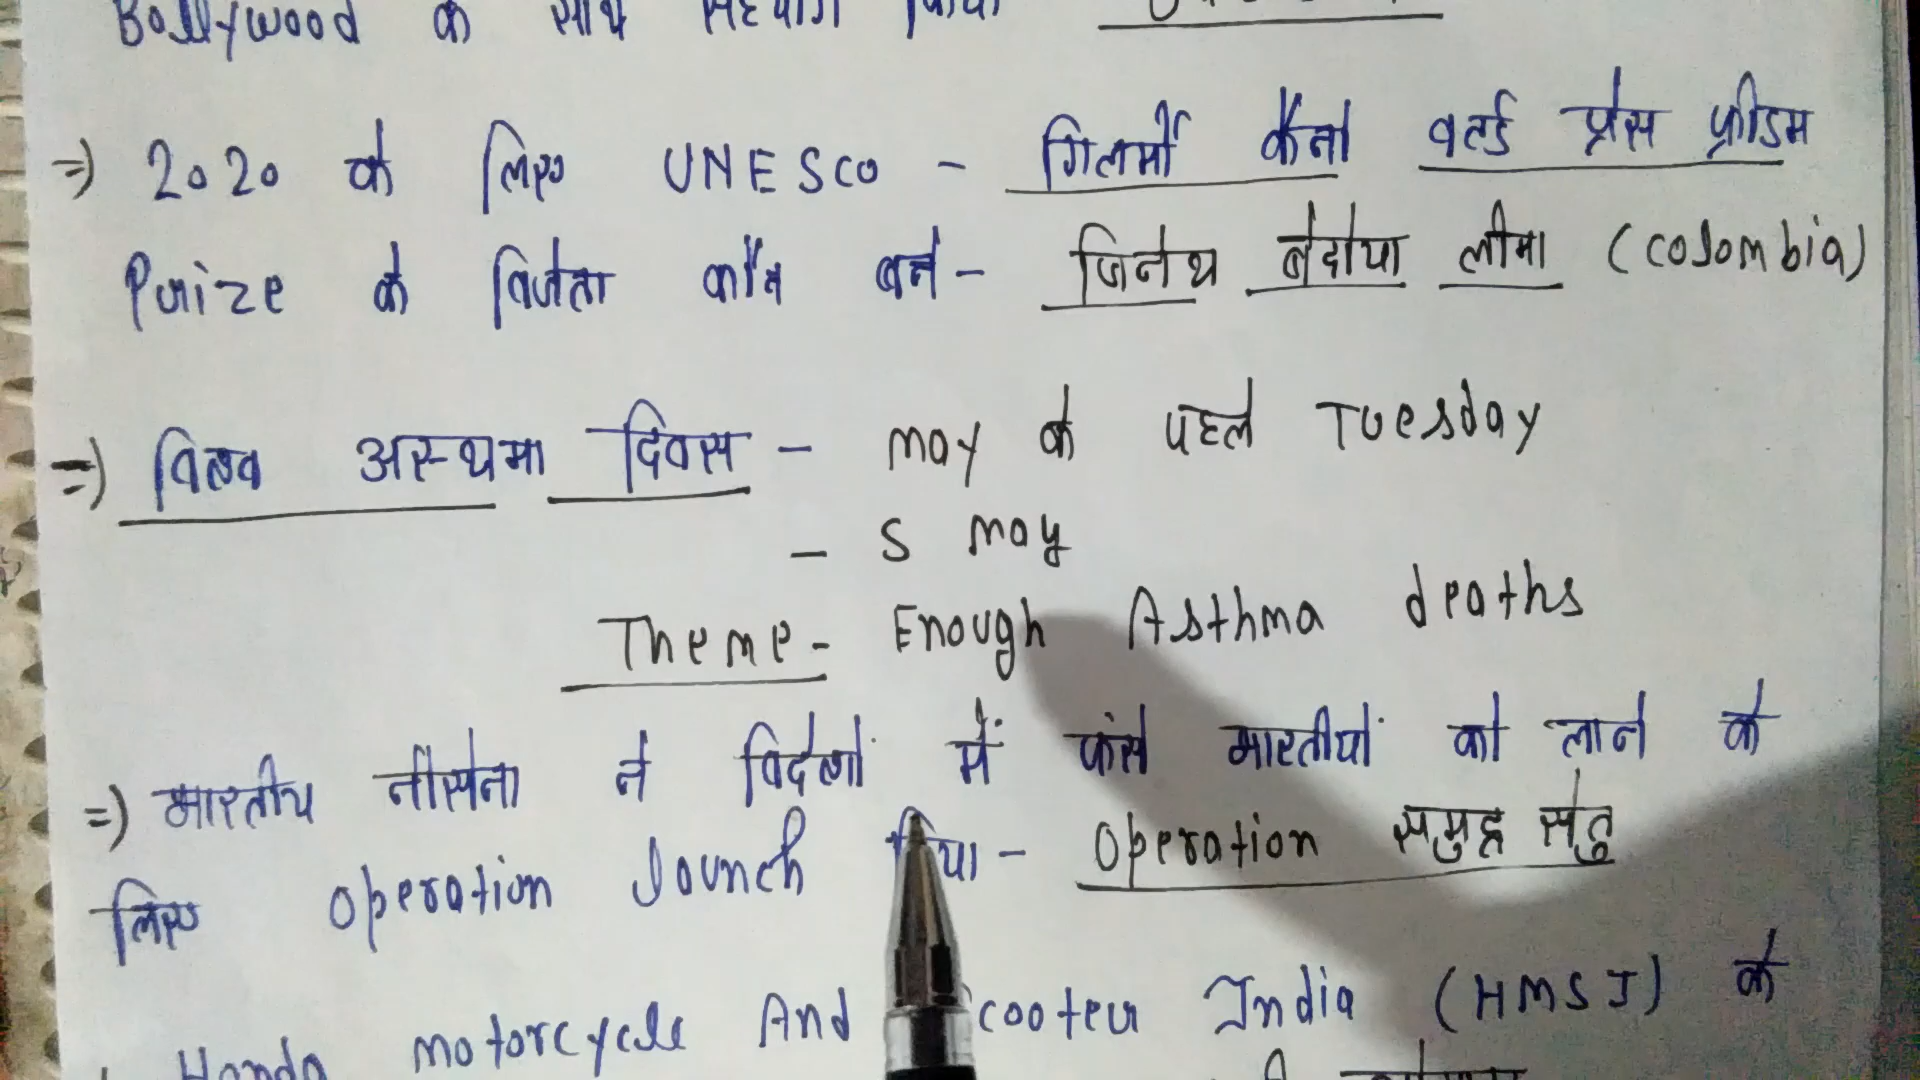 Bollywood के साथ सहयोग किया
=) 2020 के लिए UNESCO - गिलर्मो कैनो वर्ल्ड प्रेस फ्रीडम
Prize के विजेता कौन बने - जिनेथ बेदोया लीमा (Colombia)
=) विश्व अस्थमा दिवस - May के पहले Tuesday
- 5 May
Theme - Enough Asthma deaths
=) भारतीय नौसेना ने विदेशों में फंसे भारतीयों को लाने के
लिए operation launch किया - Operation समुद्र सेतु
Honda Motorcycle And Scooter India (HMSI) के